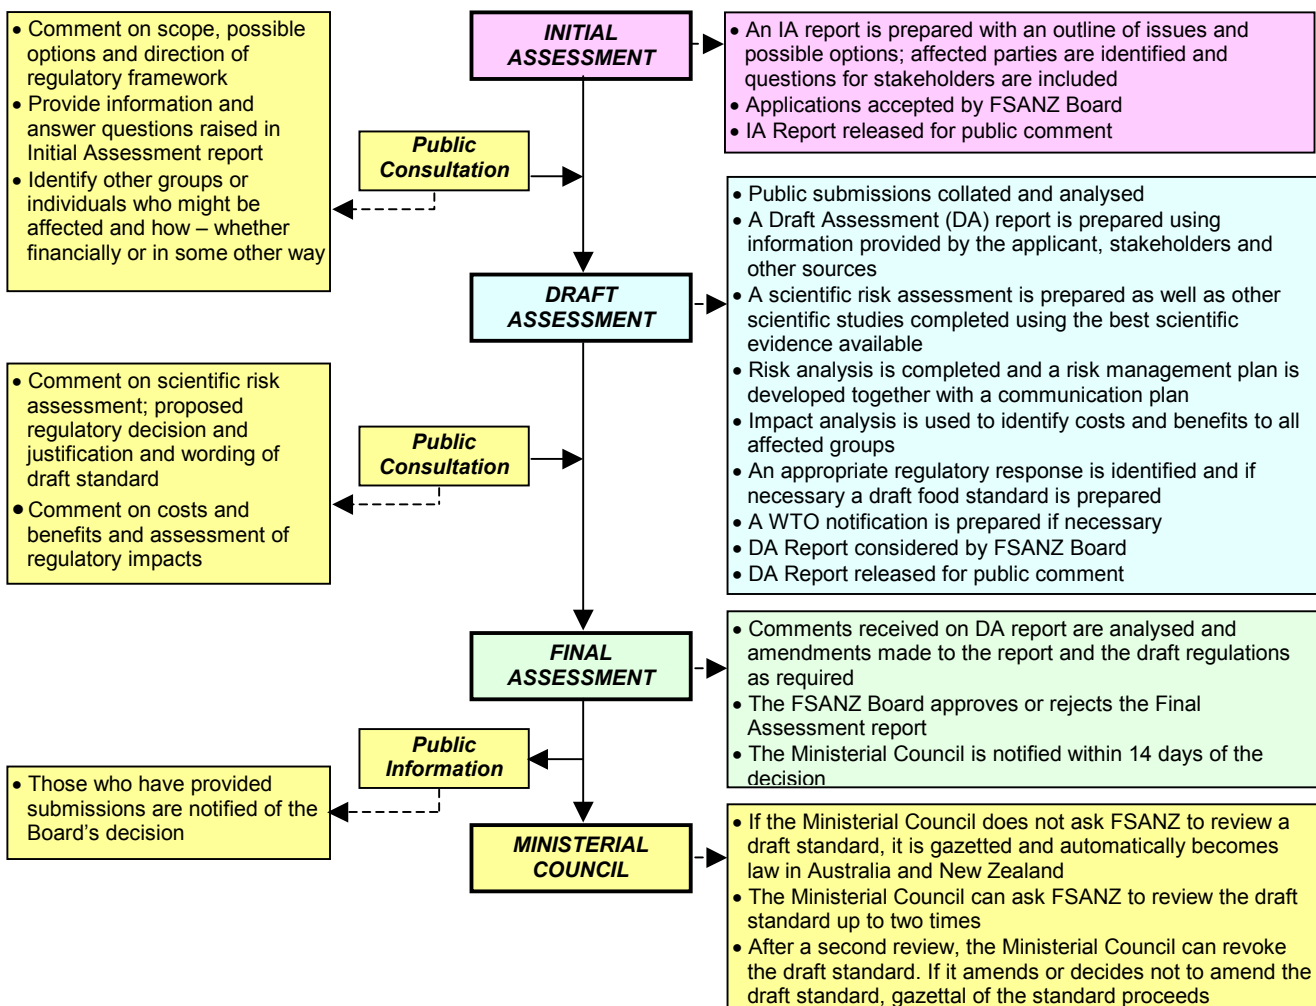 • Comment on scope, possible
options and direction of
regulatory framework
• Provide information and
answer questions raised in
Initial Assessment report
• Identify other groups or
individuals who might be
affected and how – whether
financially or in some other way
INITIAL
ASSESSMENT
• An IA report is prepared with an outline of issues and
possible options; affected parties are identified and
questions for stakeholders are included
• Applications accepted by FSANZ Board
• IA Report released for public comment
Public
Consultation
DRAFT
ASSESSMENT
• Public submissions collated and analysed
• A Draft Assessment (DA) report is prepared using
information provided by the applicant, stakeholders and
other sources
• A scientific risk assessment is prepared as well as other
scientific studies completed using the best scientific
evidence available
• Risk analysis is completed and a risk management plan is
developed together with a communication plan
• Impact analysis is used to identify costs and benefits to all
affected groups
• An appropriate regulatory response is identified and if
necessary a draft food standard is prepared
• A WTO notification is prepared if necessary
• DA Report considered by FSANZ Board
• DA Report released for public comment
• Comment on scientific risk
assessment; proposed
regulatory decision and
justification and wording of
draft standard
• Comment on costs and
benefits and assessment of
regulatory impacts
Public
Consultation
FINAL
ASSESSMENT
• Comments received on DA report are analysed and
amendments made to the report and the draft regulations
as required
• The FSANZ Board approves or rejects the Final
Assessment report
• The Ministerial Council is notified within 14 days of the
decision
Public
Information
• Those who have provided
submissions are notified of the
Board's decision
MINISTERIAL
COUNCIL
• If the Ministerial Council does not ask FSANZ to review a
draft standard, it is gazetted and automatically becomes
law in Australia and New Zealand
• The Ministerial Council can ask FSANZ to review the draft
standard up to two times
• After a second review, the Ministerial Council can revoke
the draft standard. If it amends or decides not to amend the
draft standard, gazettal of the standard proceeds